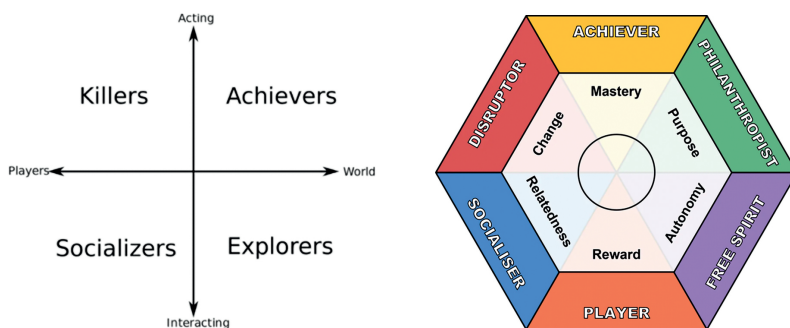 Acting
Killers
Achievers
Players
World
Socializers
Explorers
Interacting
ACHIEVER
PHILANTHROPIST
FREE SPIRIT
PLAYER
SOCIALISER
DISRUPTOR
Mastery
Purpose
Autonomy
Reward
Relatedness
Change